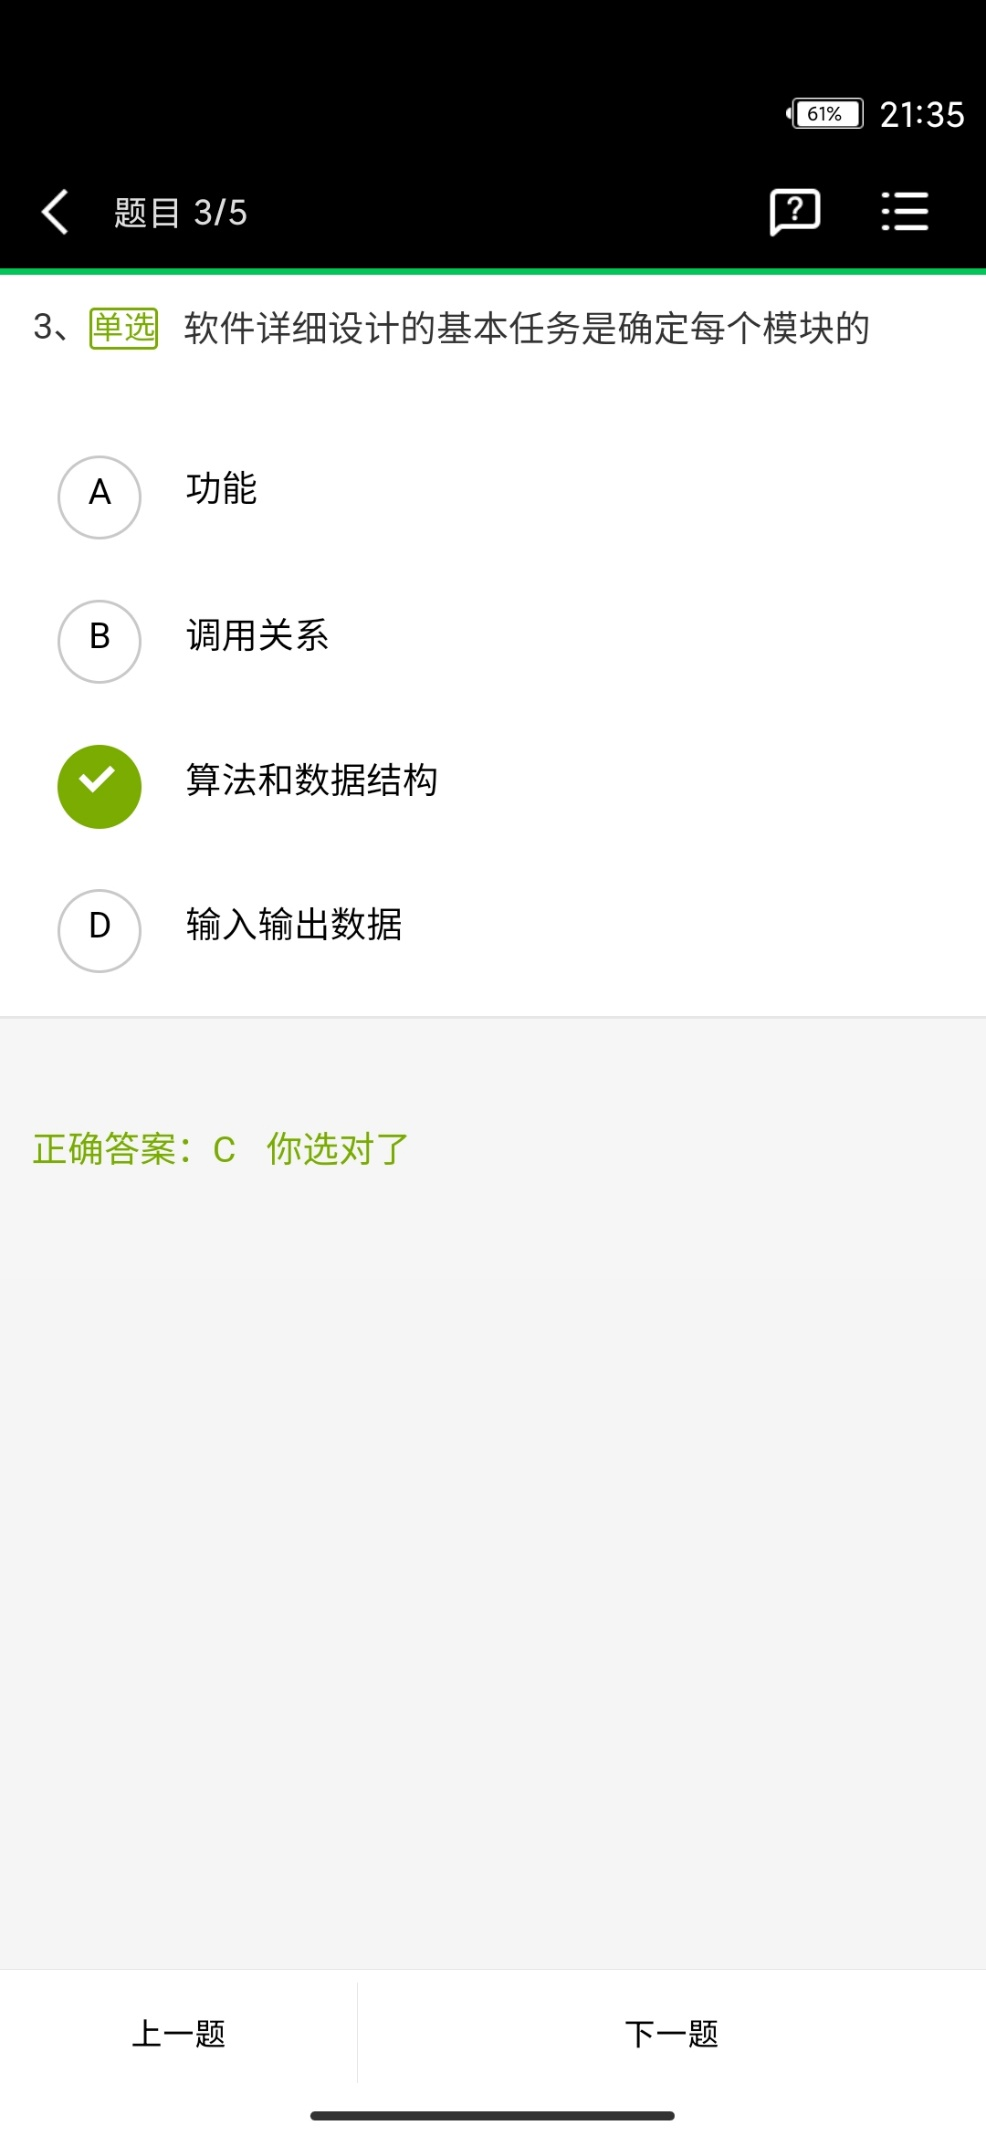 61% 21:35
题目 3/5
3、 单选 软件详细设计的基本任务是确定每个模块的
A 功能
B 调用关系
算法和数据结构
D 输入输出数据
正确答案：C 你选对了
上一题 下一题